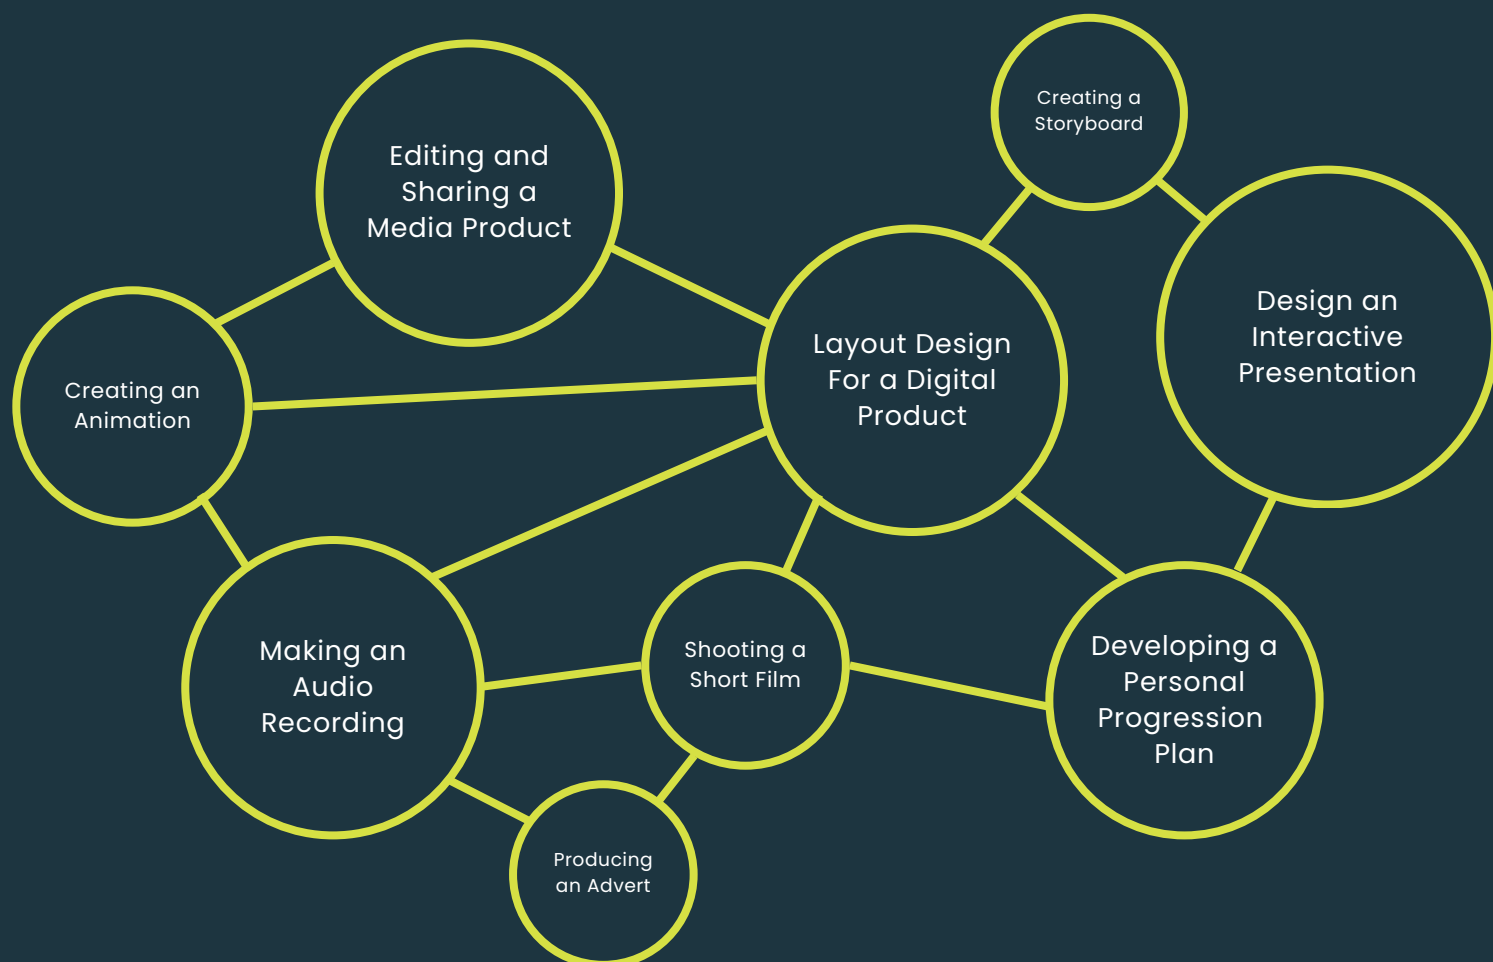 Creating a
Storyboard
Editing and
Sharing a
Media Product
Design an
Interactive
Presentation
Layout Design
For a Digital
Product
Creating an
Animation
Making an
Audio
Recording
Shooting a
Short Film
Developing a
Personal
Progression
Plan
Producing
an Advert